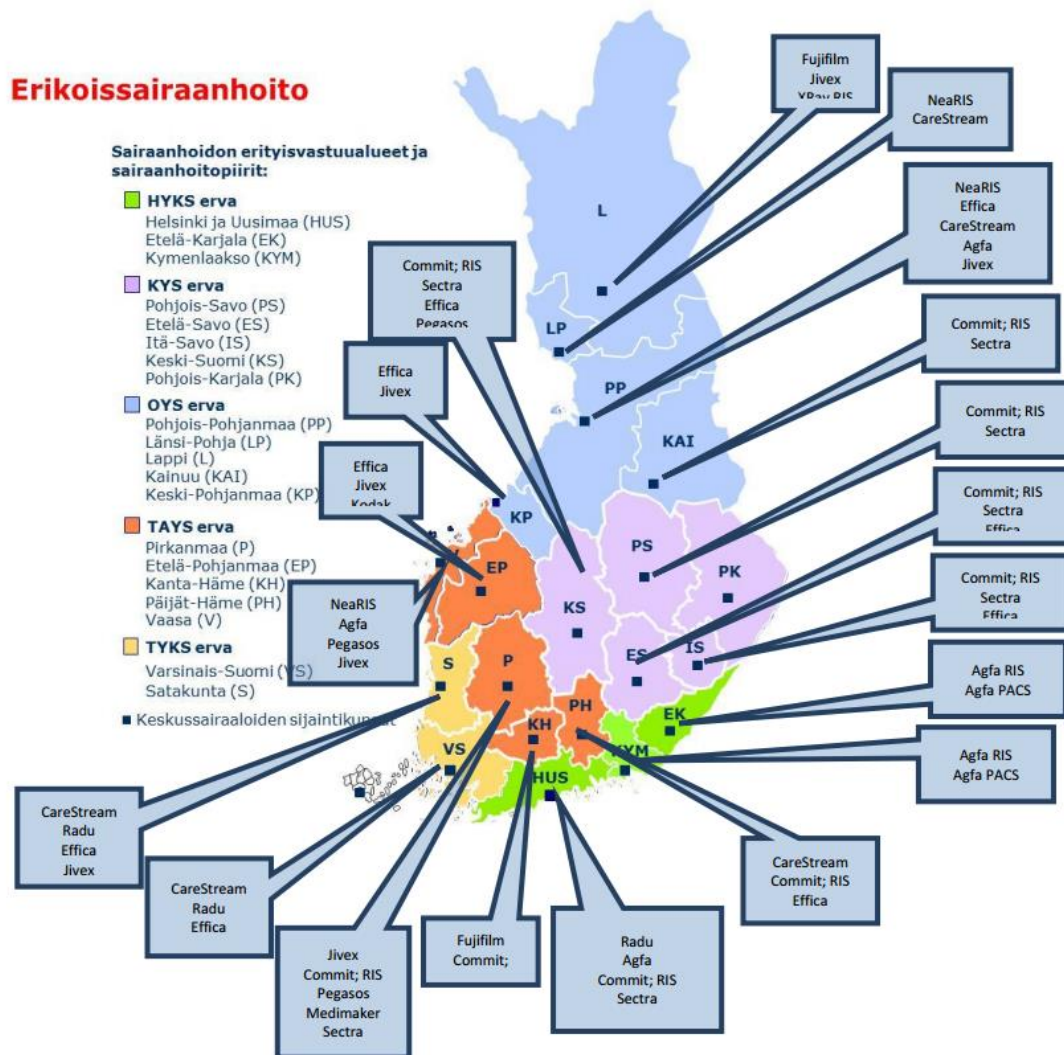 Erikoissairaanhoito
Sairaanhoidon erityisvastuualueet ja
sairaanhoitopiirit:
HYKS erva
Helsinki ja Uusimaa (HUS)
Etelä-Karjala (EK)
Kymenlaakso (KYM)
KYS erva
Pohjois-Savo (PS)
Etelä-Savo (ES)
Itä-Savo (IS)
Keski-Suomi (KS)
Pohjois-Karjala (PK)
OYS erva
Pohjois-Pohjanmaa (PP)
Länsi-Pohja (LP)
Lappi (L)
Kainuu (KAI)
Keski-Pohjanmaa (KP)
TAYS erva
Pirkanmaa (P)
Etelä-Pohjanmaa (EP)
Kanta-Häme (KH)
Päijät-Häme (PH)
Vaasa (V)
TYKS erva
Varsinais-Suomi (VS)
Satakunta (S)
Keskussairaaloiden
Fujifilm
Jivex
XRay RIS
NeaRIS
CareStream
NeaRIS
Effica
CareStream
Agfa
Jivex
Commit; RIS
Sectra
Effica
Pegasos
Effica
Jivex
Effica
Jivex
Kodak
NeaRIS
Agfa
Pegasos
Jivex
Commit; RIS
Sectra
Commit; RIS
Sectra
Commit; RIS
Sectra
Effica
Commit; RIS
Sectra
Effica
Agfa RIS
Agfa PACS
Agfa RIS
Agfa PACS
CareStream
Commit; RIS
Effica
Radu
Agfa
Commit; RIS
Sectra
Fujifilm
Commit;
Jivex
Commit; RIS
Pegasos
Medimaker
Sectra
CareStream
Radu
Effica
CareStream
Radu
Effica
Jivex
L
LP
PP
KAI
KP
EP
PS
PK
KS
ES
IS
S
P
PH
KH
EK
KYM
VS
HUS